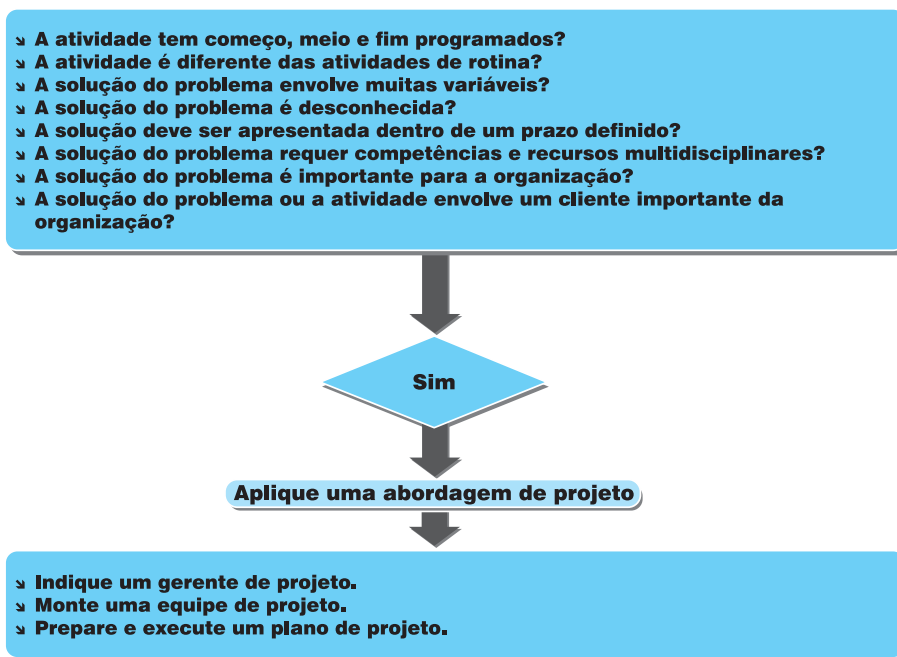 ↘ A atividade tem começo, meio e fim programados?
↘ A atividade é diferente das atividades de rotina?
↘ A solução do problema envolve muitas variáveis?
↘ A solução do problema é desconhecida?
↘ A solução deve ser apresentada dentro de um prazo definido?
↘ A solução do problema requer competências e recursos multidisciplinares?
↘ A solução do problema é importante para a organização?
↘ A solução do problema ou a atividade envolve um cliente importante da
organização?
Sim
Aplique uma abordagem de projeto
↘ Indique um gerente de projeto.
↘ Monte uma equipe de projeto.
↘ Prepare e execute um plano de projeto.